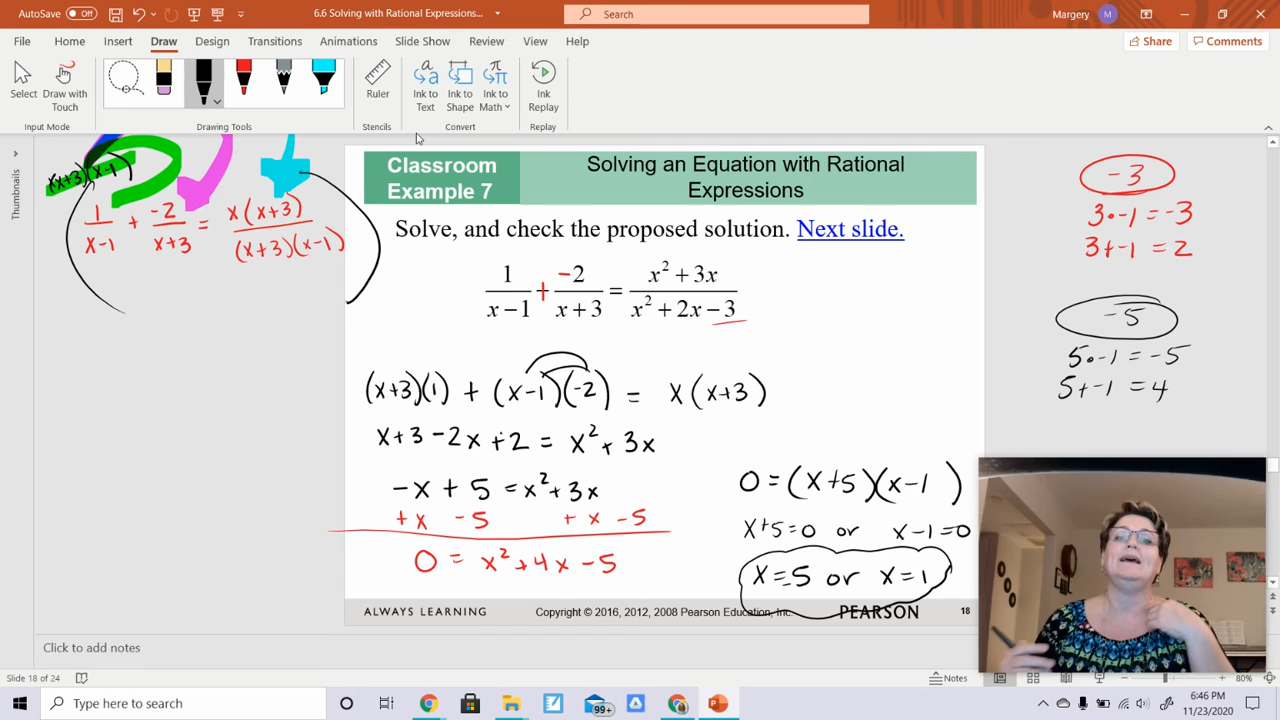 AutoSave Off
6.6 Solving with Rational Expressions...
Search
Margery M
File Home Insert Draw Design Transitions Animations Slide Show Review View Help
Share Comments
Select Draw with Touch Ruler Ink to Text Ink to Shape Ink to Math Ink Replay
Input Mode Drawing Tools Stencils Convert Replay
Thumbnails
(x+3)(x-1)
1/(x-1) + -2/(x+3) = x(x+3)/((x+3)(x-1))
Classroom Example 7
Solving an Equation with Rational Expressions
Solve, and check the proposed solution. Next slide.
1/(x – 1) + -2/(x + 3) = (x² + 3x)/(x² + 2x – 3)
(x+3)(1) + (x-1)(-2) = x(x+3)
x+3 -2x +2 = x² + 3x
-x + 5 = x² + 3x
+x -5 +x -5
0 = x² + 4x - 5
0 = (x+5)(x-1)
x+5=0 or x-1=0
x=-5 or x=1
-3
3·-1 = -3
3+-1 = 2
-5
5·-1 = -5
5+-1 = 4
ALWAYS LEARNING
Copyright © 2016, 2012, 2008 Pearson Education, Inc.
PEARSON
18
Click to add notes
Slide 18 of 24
Notes
80%
Type here to search
99+
6:46 PM
11/23/2020